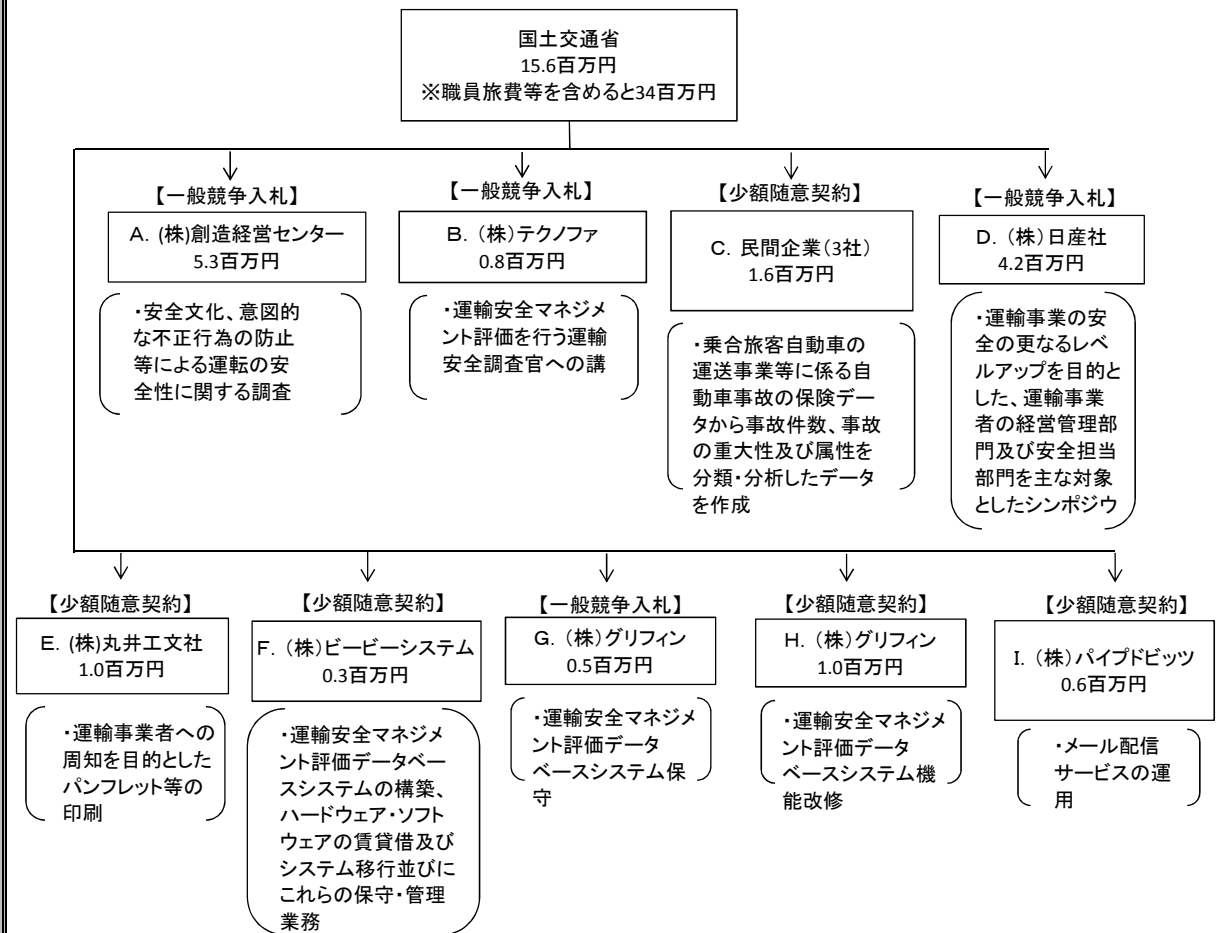 国土交通省
15.6百万円
※職員旅費等を含めると34百万円
【一般競争入札】
A. (株)創造経営センター
5.3百万円
・安全文化、意図的
な不正行為の防止
等による運転の安
全性に関する調査
【一般競争入札】
B. (株)テクノファ
0.8百万円
・運輸安全マネジメ
ント評価を行う運輸
安全調査官への講
【少額随意契約】
C. 民間企業(3社)
1.6百万円
・乗合旅客自動車の
運送事業等に係る自
動車事故の保険デー
タから事故件数、事故
の重大性及び属性を
分類・分析したデータ
を作成
【一般競争入札】
D. (株)日産社
4.2百万円
・運輸事業の安
全の更なるレベ
ルアップを目的と
した、運輸事業
者の経営管理部
門及び安全担当
部門を主な対象
としたシンポジウ
【少額随意契約】
E. (株)丸井工文社
1.0百万円
・運輸事業者への
周知を目的とした
パンフレット等の
印刷
【少額随意契約】
F. (株)ビービーシステム
0.3百万円
・運輸安全マネジメ
ント評価データベー
スシステムの構築、
ハードウェア・ソフト
ウェアの賃貸借及び
システム移行並びに
これらの保守・管理
業務
【一般競争入札】
G. (株)グリフィン
0.5百万円
・運輸安全マネジメ
ント評価データ
ベースシステム保
守
【少額随意契約】
H. (株)グリフィン
1.0百万円
・運輸安全マネジメ
ント評価データ
ベースシステム機
能改修
【少額随意契約】
I. (株)パイプドビッツ
0.6百万円
・メール配信
サービスの運
用